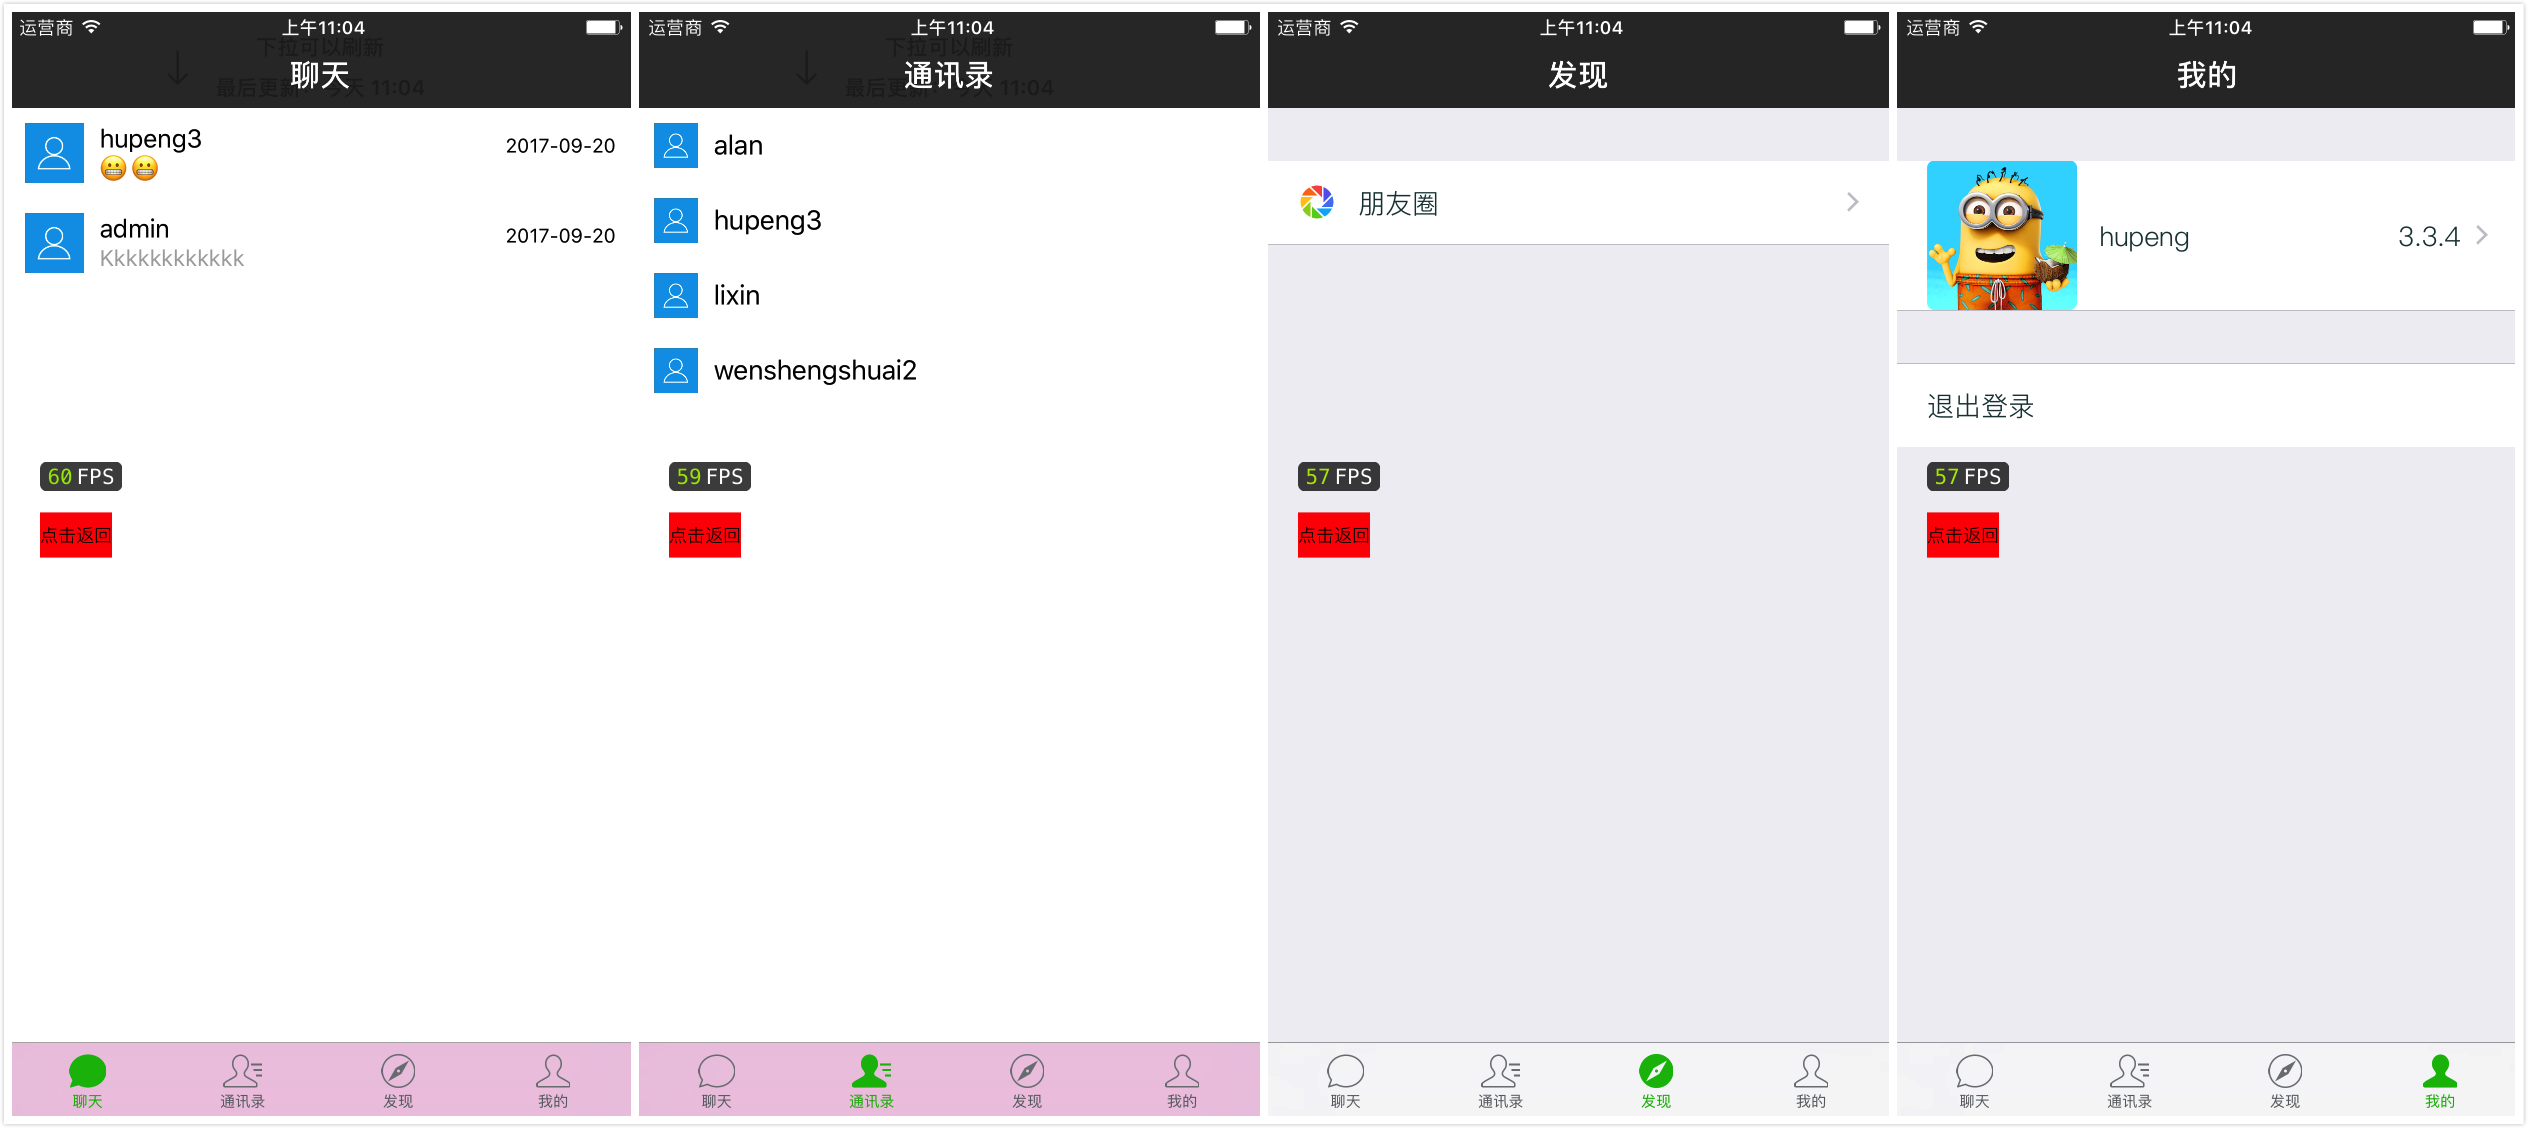 运营商 上午11:04
下拉可以刷新
聊天
最后更新 今天 11:04
hupeng3
2017-09-20
😬😬
admin
2017-09-20
Kkkkkkkkkkkk
60 FPS
点击返回
聊天 通讯录 发现 我的
运营商 上午11:04
下拉可以刷新
通讯录
最后更新 11:04
alan
hupeng3
lixin
wenshengshuai2
59 FPS
点击返回
聊天 通讯录 发现 我的
运营商 上午11:04
发现
朋友圈
57 FPS
点击返回
聊天 通讯录 发现 我的
运营商 上午11:04
我的
hupeng 3.3.4
退出登录
57 FPS
点击返回
聊天 通讯录 发现 我的